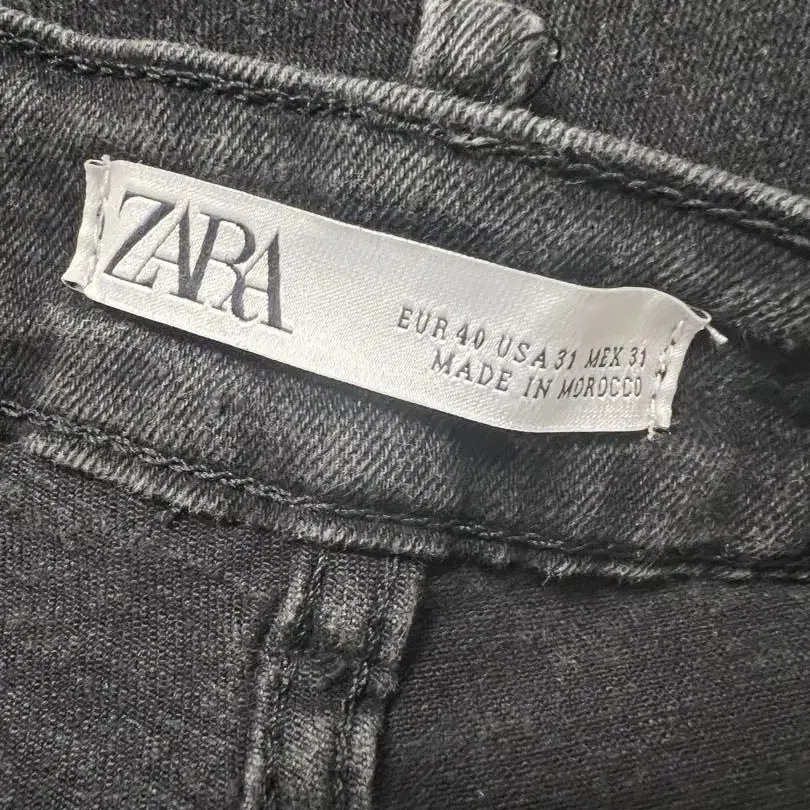 ZARA
EUR 40 USA 31 MEX 31
MADE IN MOROCCO